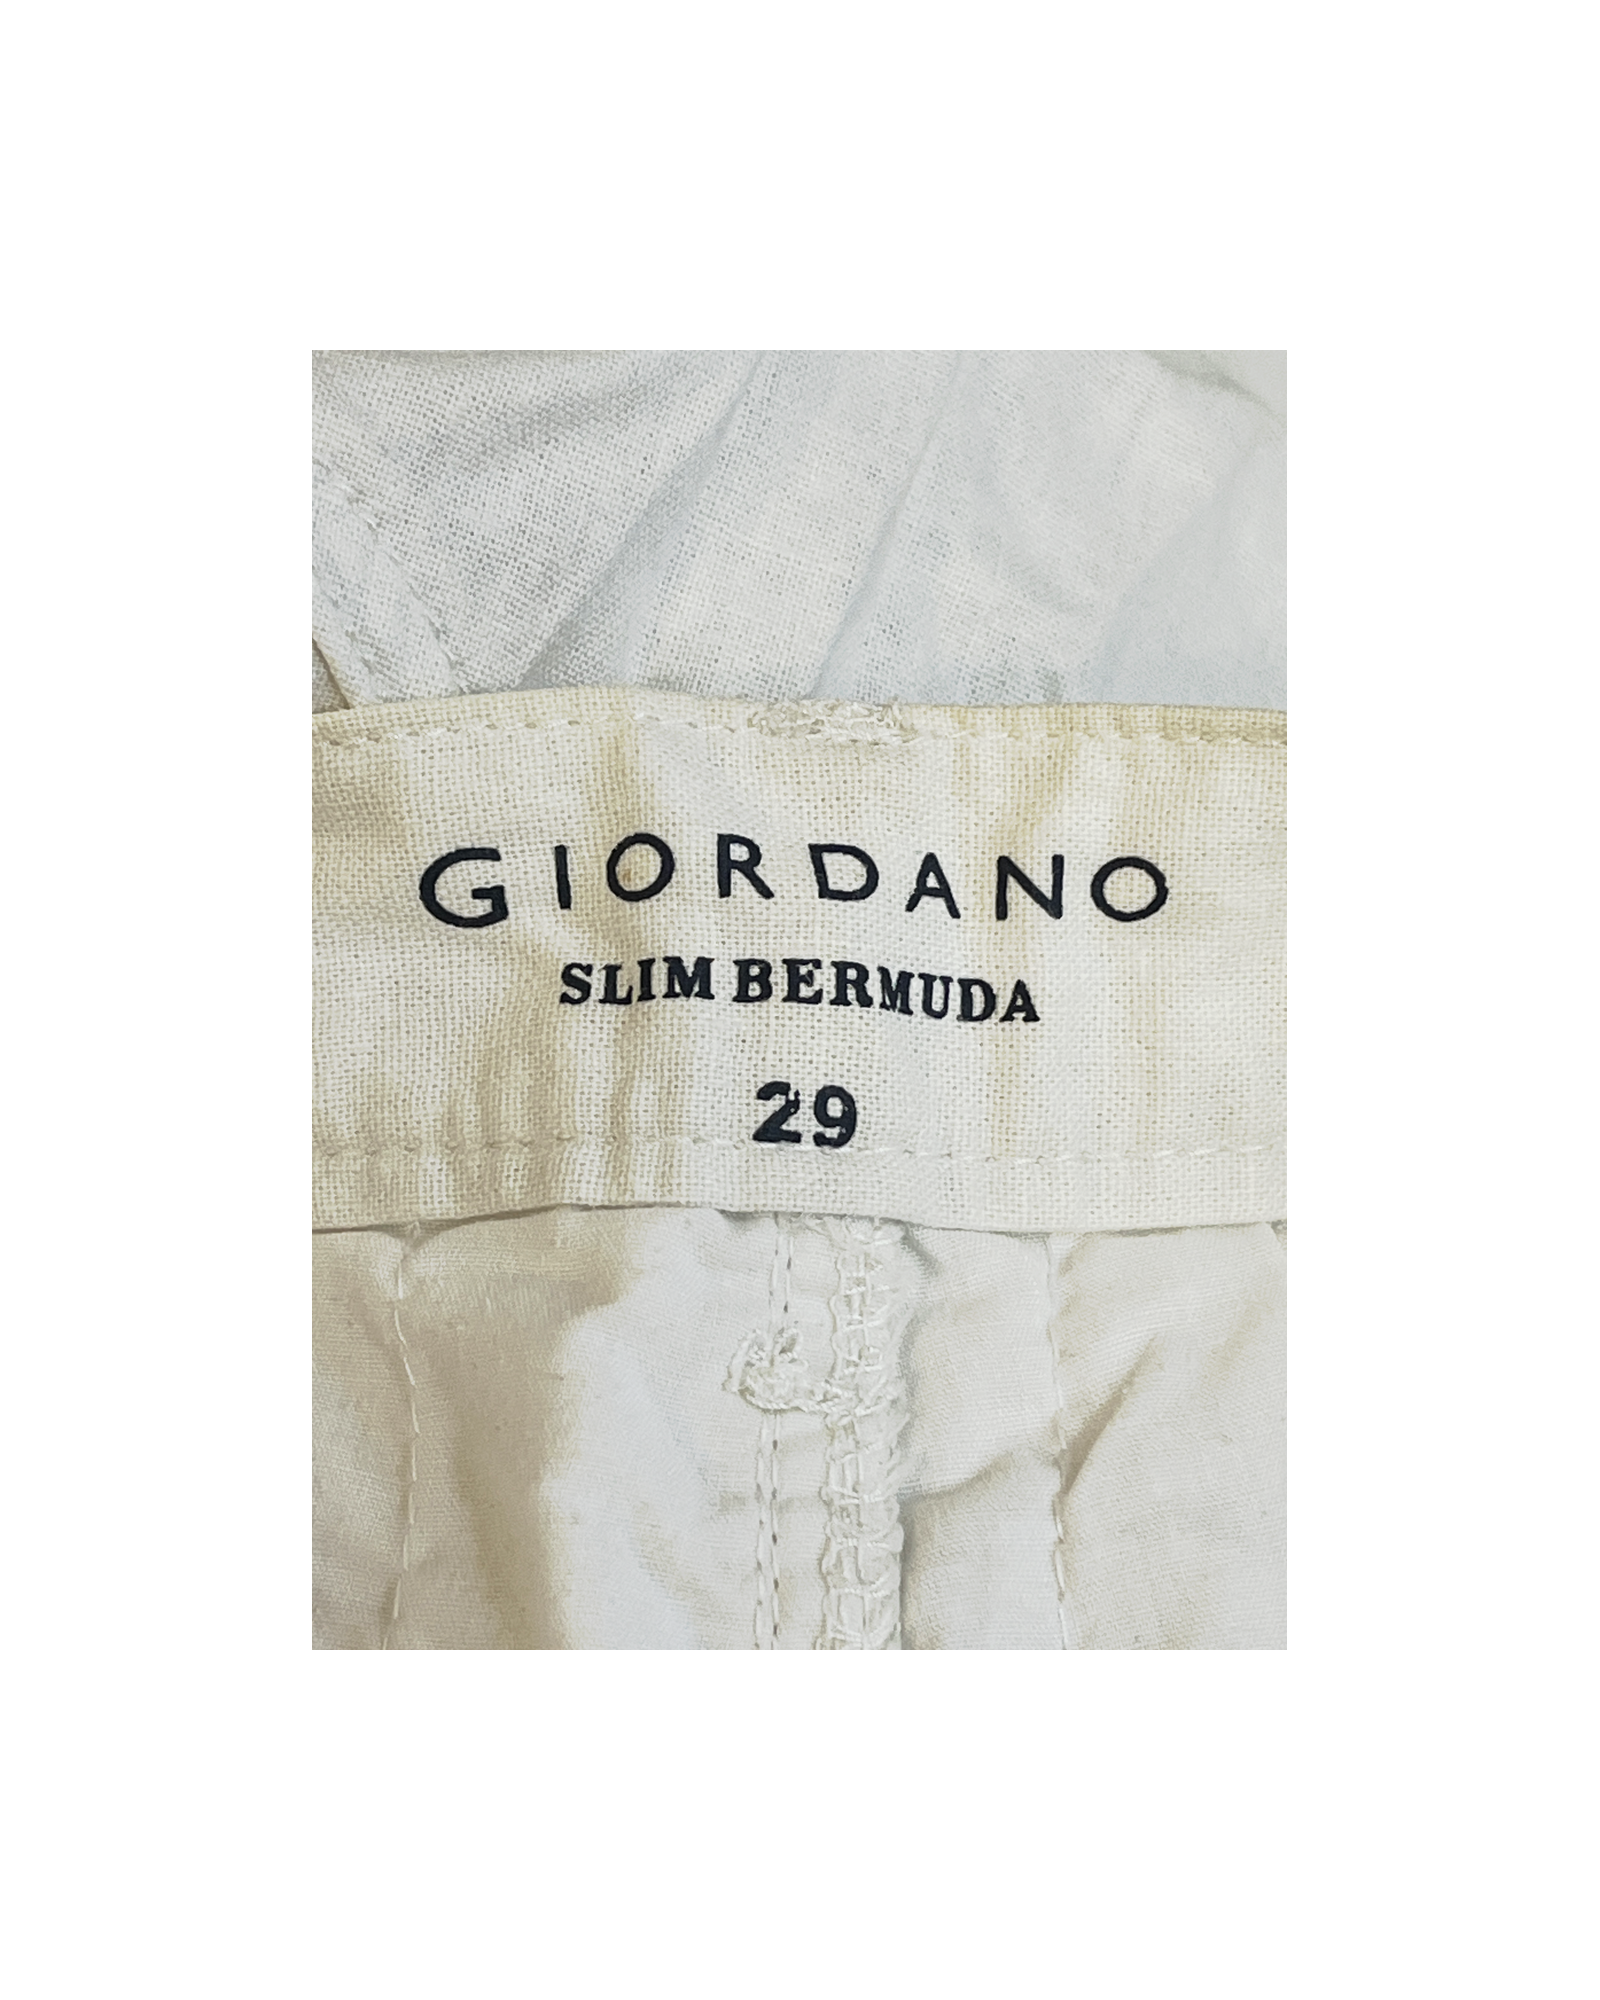 GIORDANO
SLIM BERMUDA
29